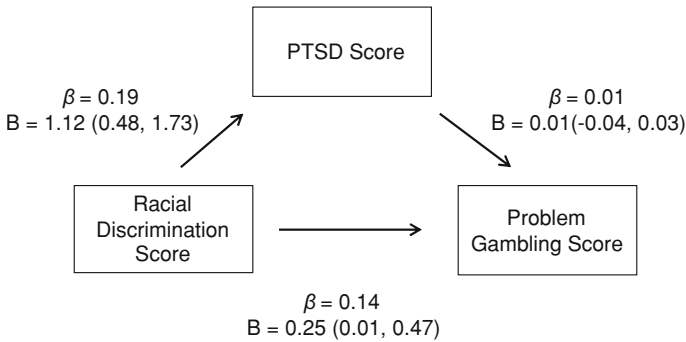 PTSD Score
β = 0.19
B = 1.12 (0.48, 1.73)
β = 0.01
B = 0.01(-0.04, 0.03)
Racial
Discrimination
Score
Problem
Gambling Score
β = 0.14
B = 0.25 (0.01, 0.47)